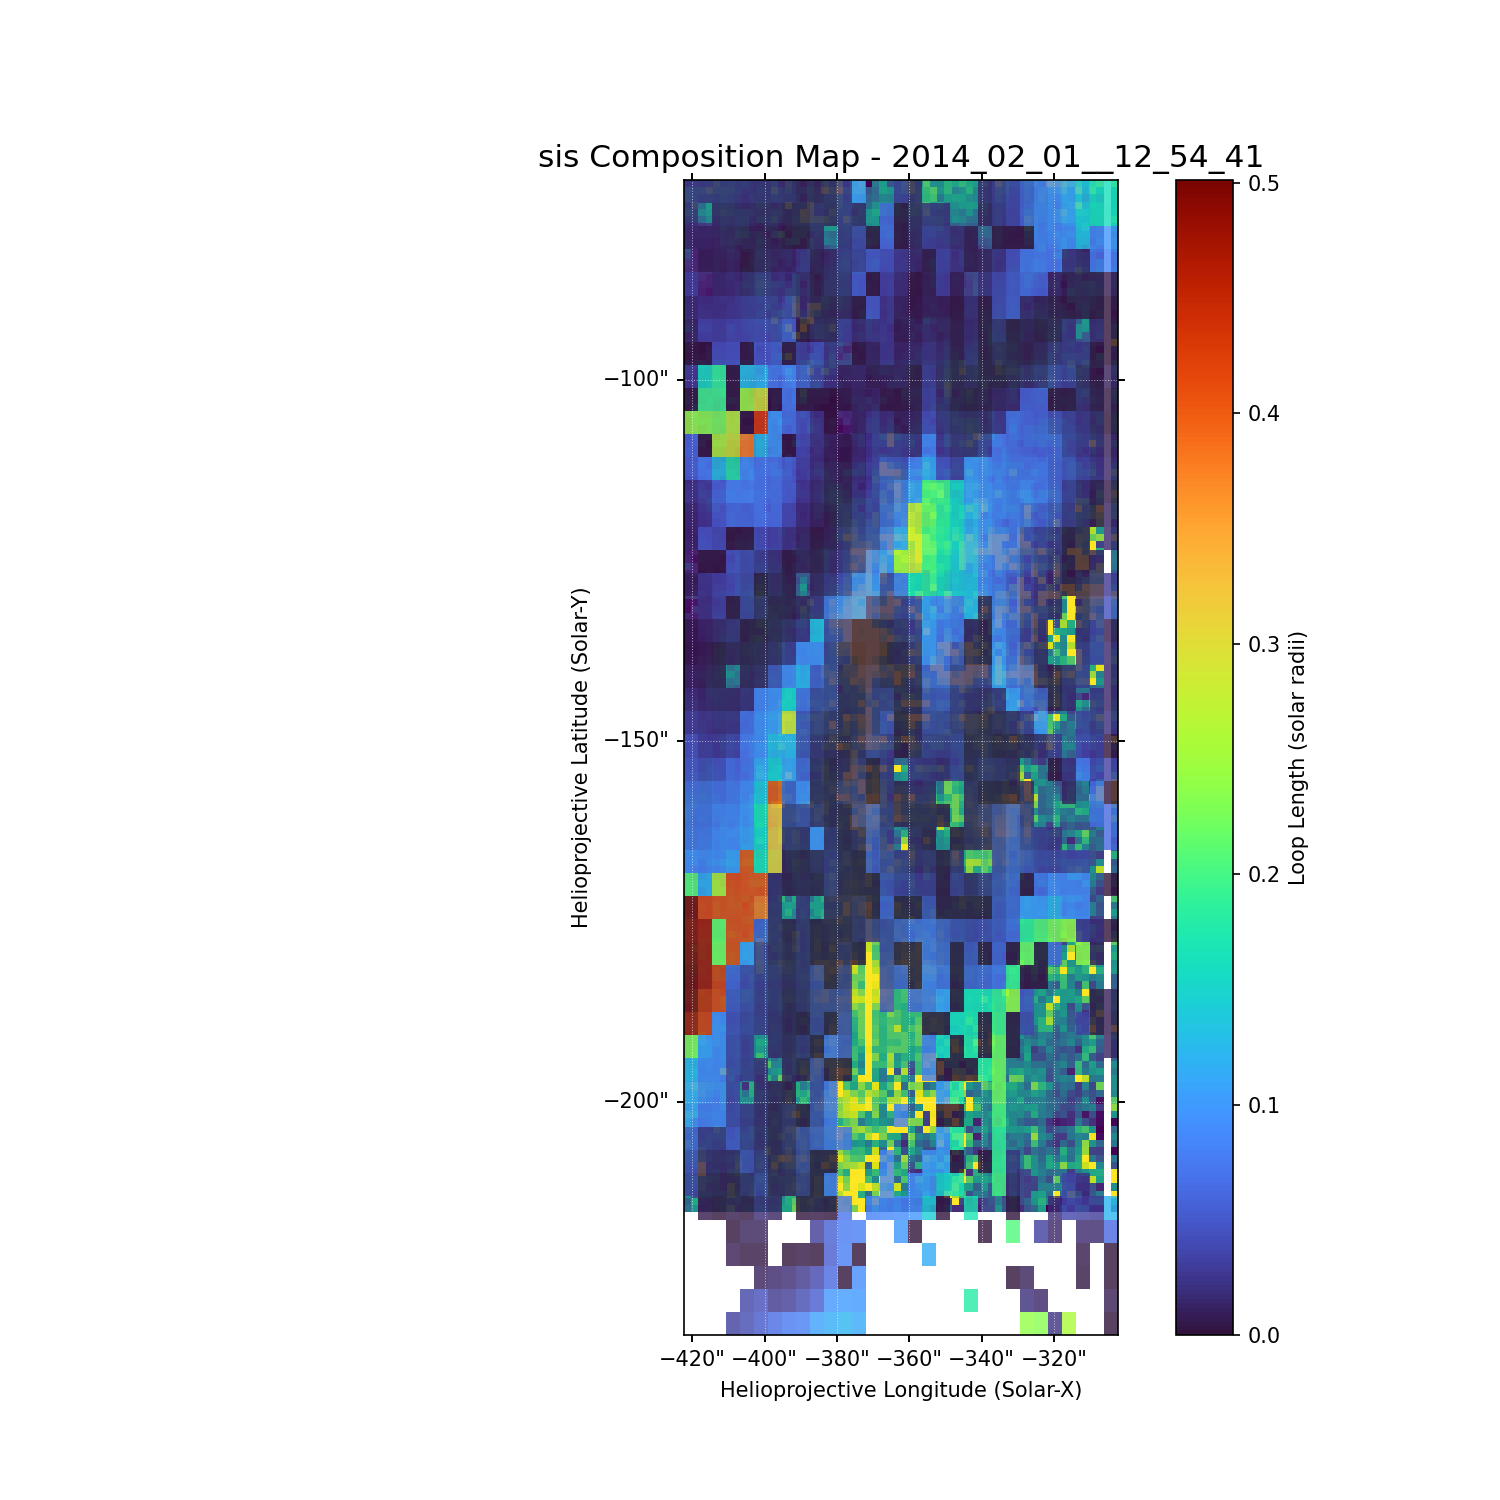 sis Composition Map - 2014_02_01__12_54_41
−100"
−150"
−200"
Helioprojective Latitude (Solar-Y)
−420" −400" −380" −360" −340" −320"
Helioprojective Longitude (Solar-X)
0.5
0.4
0.3
0.2
0.1
0.0
Loop Length (solar radii)